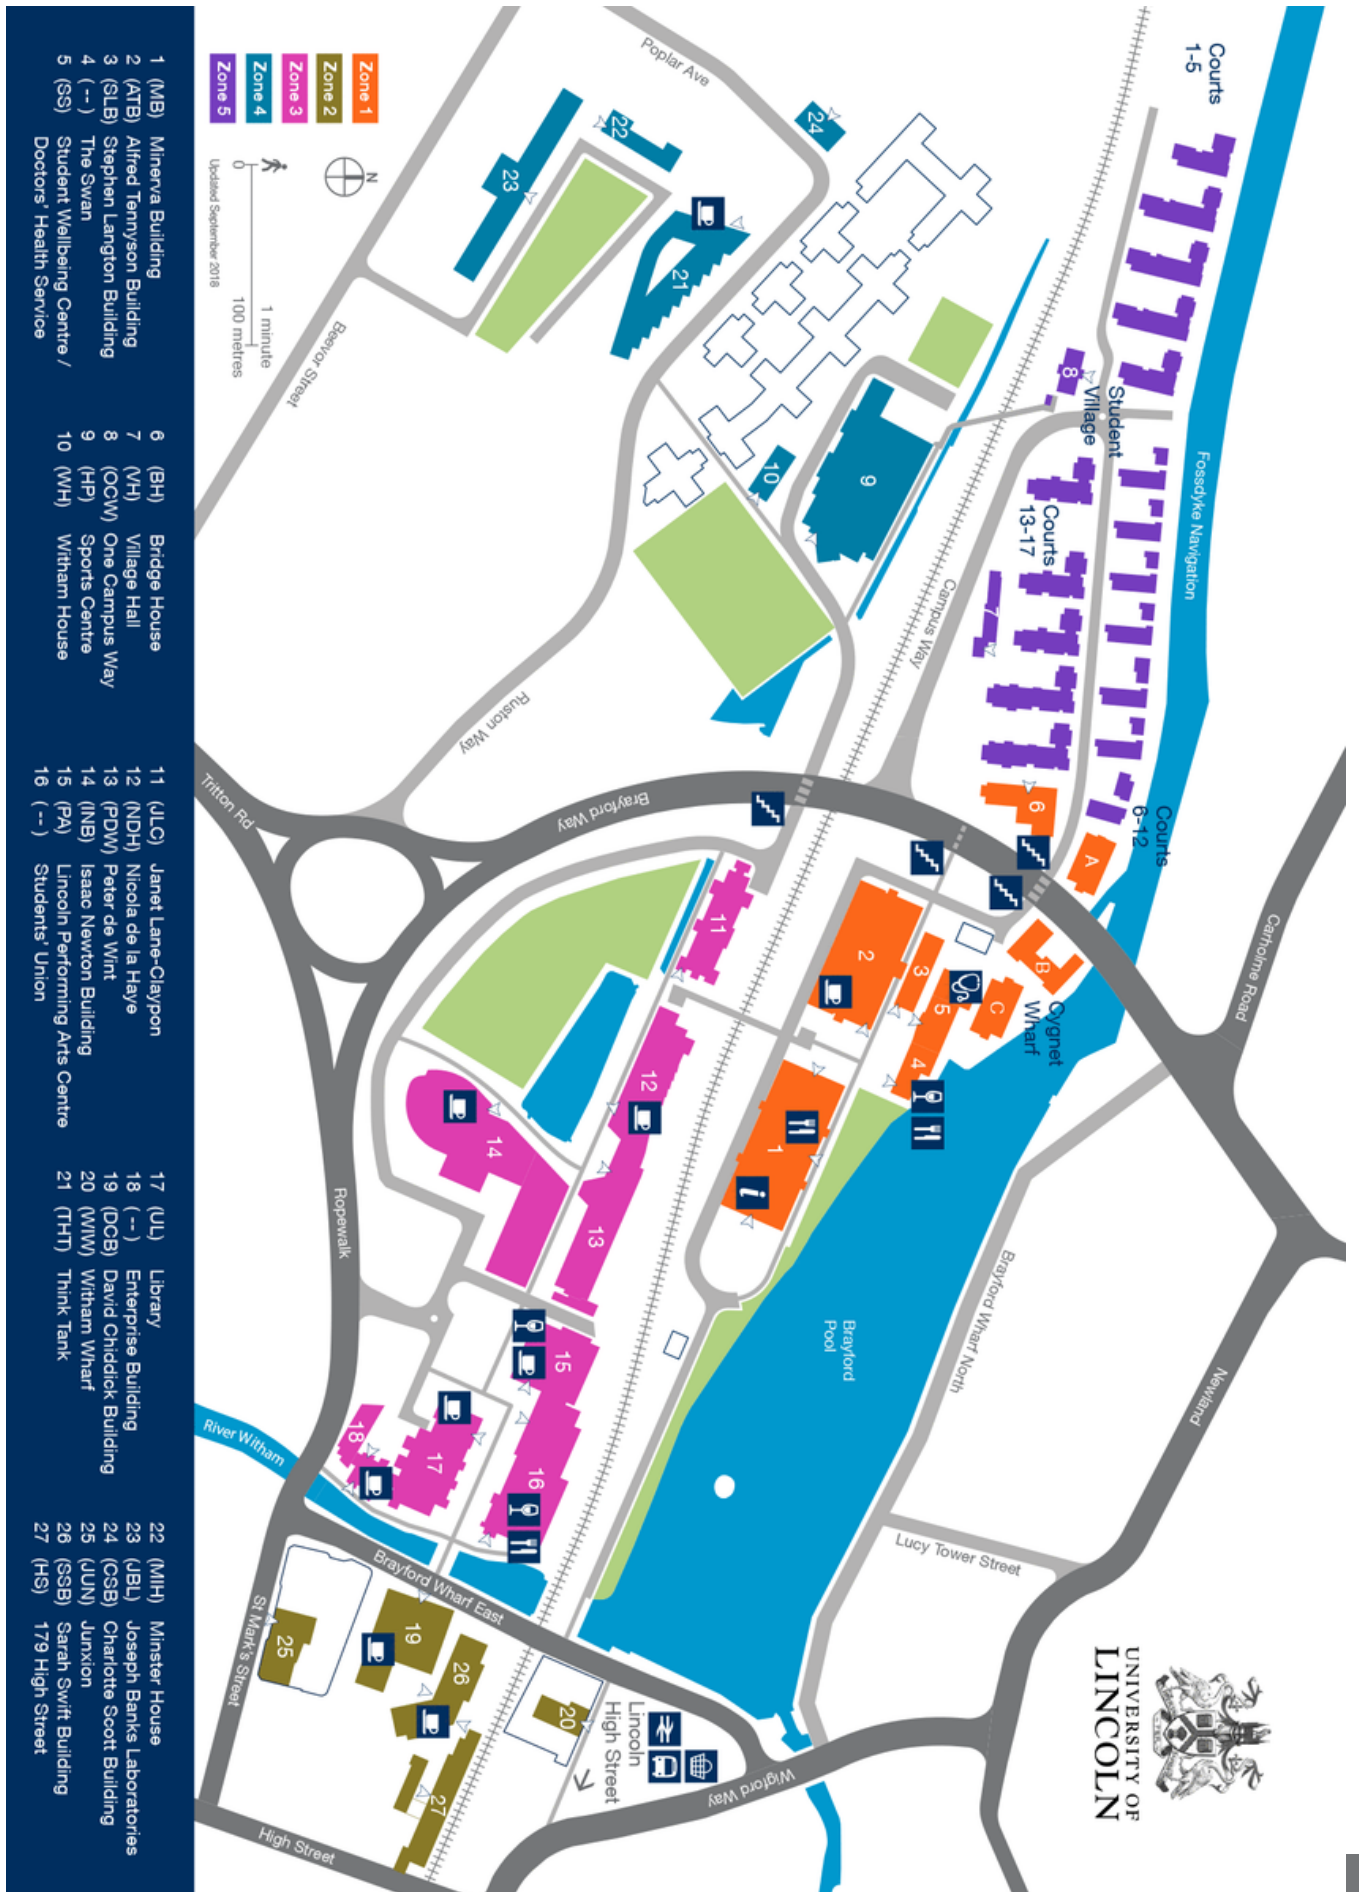 UNIVERSITY OF
LINCOLN
Courts
1-5
Student
Village
Courts
13-17
Courts
6-12
Cygnet
Wharf
Fossdyke Navigation
Carholme Road
Campus Way
Poplar Ave
Beevor Street
Ruston Way
Tritton Rd
Brayford Way
Ropewalk
River Witham
Brayford
Pool
Brayford Wharf North
Newland
Lucy Tower Street
Brayford Wharf East
St Mark's Street
High Street
Wigford Way
Lincoln
High Street
A
B
C
1
2
3
4
5
6
7
8
9
10
11
12
13
14
15
16
17
18
19
20
21
22
23
24
25
26
27
i
Zone 1
Zone 2
Zone 3
Zone 4
Zone 5
N
1 minute
0 100 metres
Updated September 2018
1 (MB) Minerva Building
2 (ATB) Alfred Tennyson Building
3 (SLB) Stephen Langton Building
4 (--) The Swan
5 (SS) Student Wellbeing Centre /
Doctors' Health Service
6 (BH) Bridge House
7 (VH) Village Hall
8 (OCW) One Campus Way
9 (HP) Sports Centre
10 (WH) Witham House
11 (JLC) Janet Lane-Claypon
12 (NDH) Nicola de la Haye
13 (PDW) Peter de Wint
14 (INB) Isaac Newton Building
15 (PA) Lincoln Performing Arts Centre
16 (--) Students' Union
17 (UL) Library
18 (--) Enterprise Building
19 (DCB) David Chiddick Building
20 (WIW) Witham Wharf
21 (THT) Think Tank
22 (MIH) Minster House
23 (JBL) Joseph Banks Laboratories
24 (CSB) Charlotte Scott Building
25 (JUN) Junxion
26 (SSB) Sarah Swift Building
27 (HS) 179 High Street